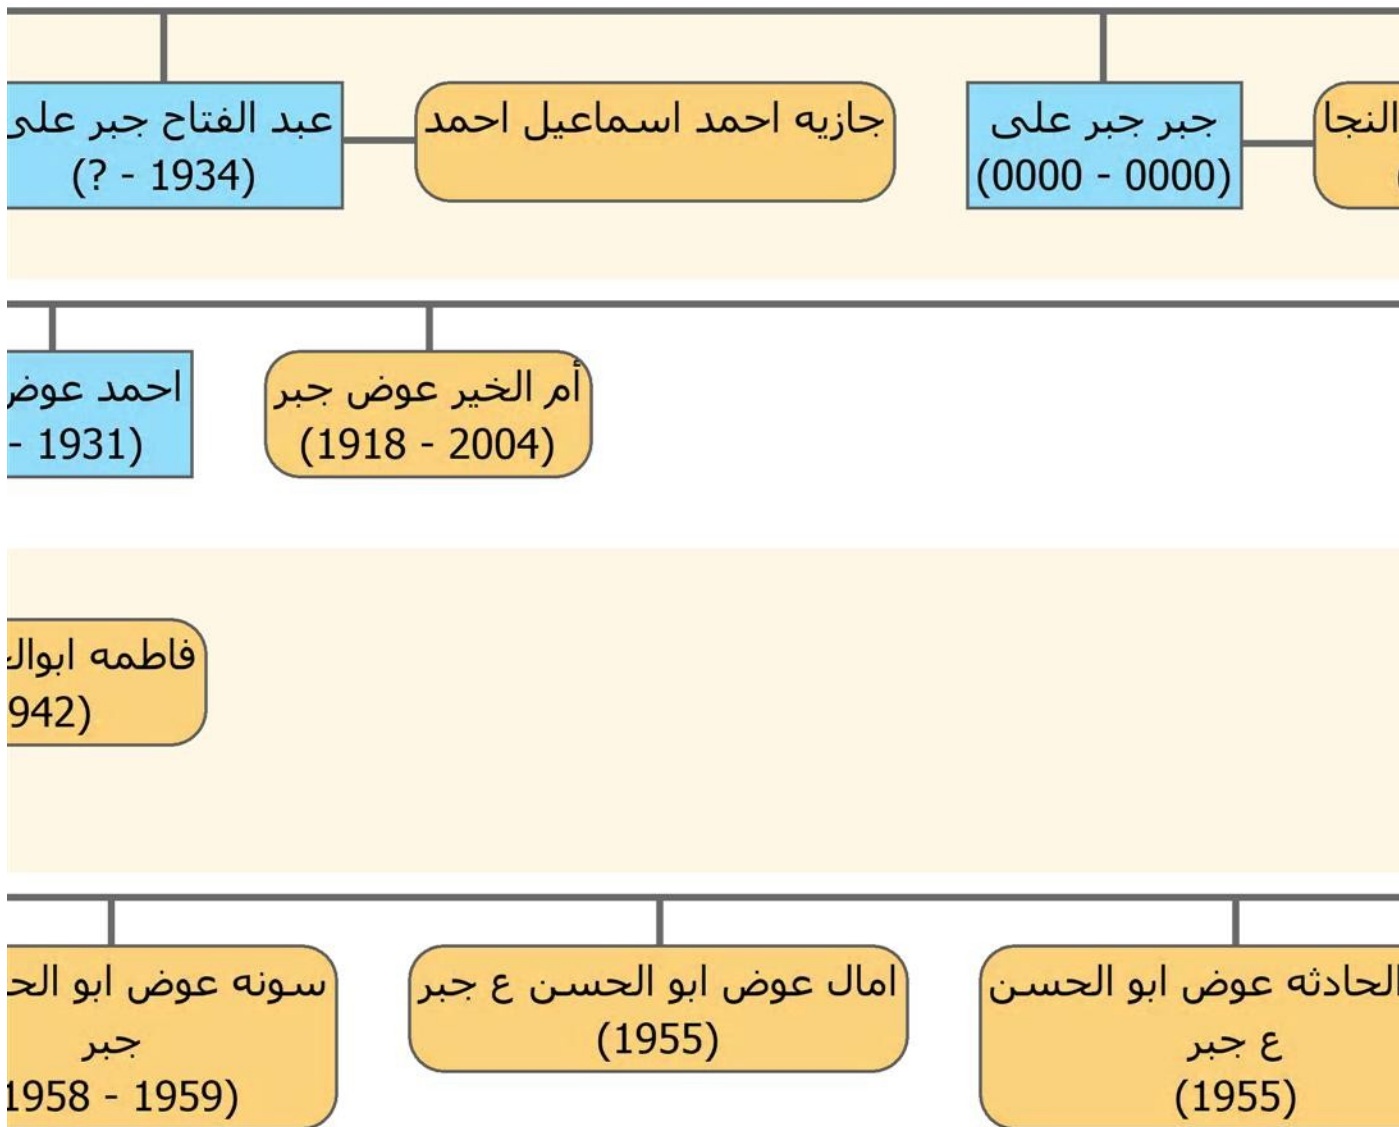 عبد الفتاح جبر على
(? - 1934)
جازيه احمد اسماعيل احمد
جبر جبر على
(0000 - 0000)
احمد عوض
- 1931)
أم الخير عوض جبر
(1918 - 2004)
فاطمه
942)
سونه عوض ابو
جبر
1958 - 1959)
امال عوض ابو الحسن ع جبر
(1955)
الحادثه عوض ابو الحسن
ع جبر
(1955)